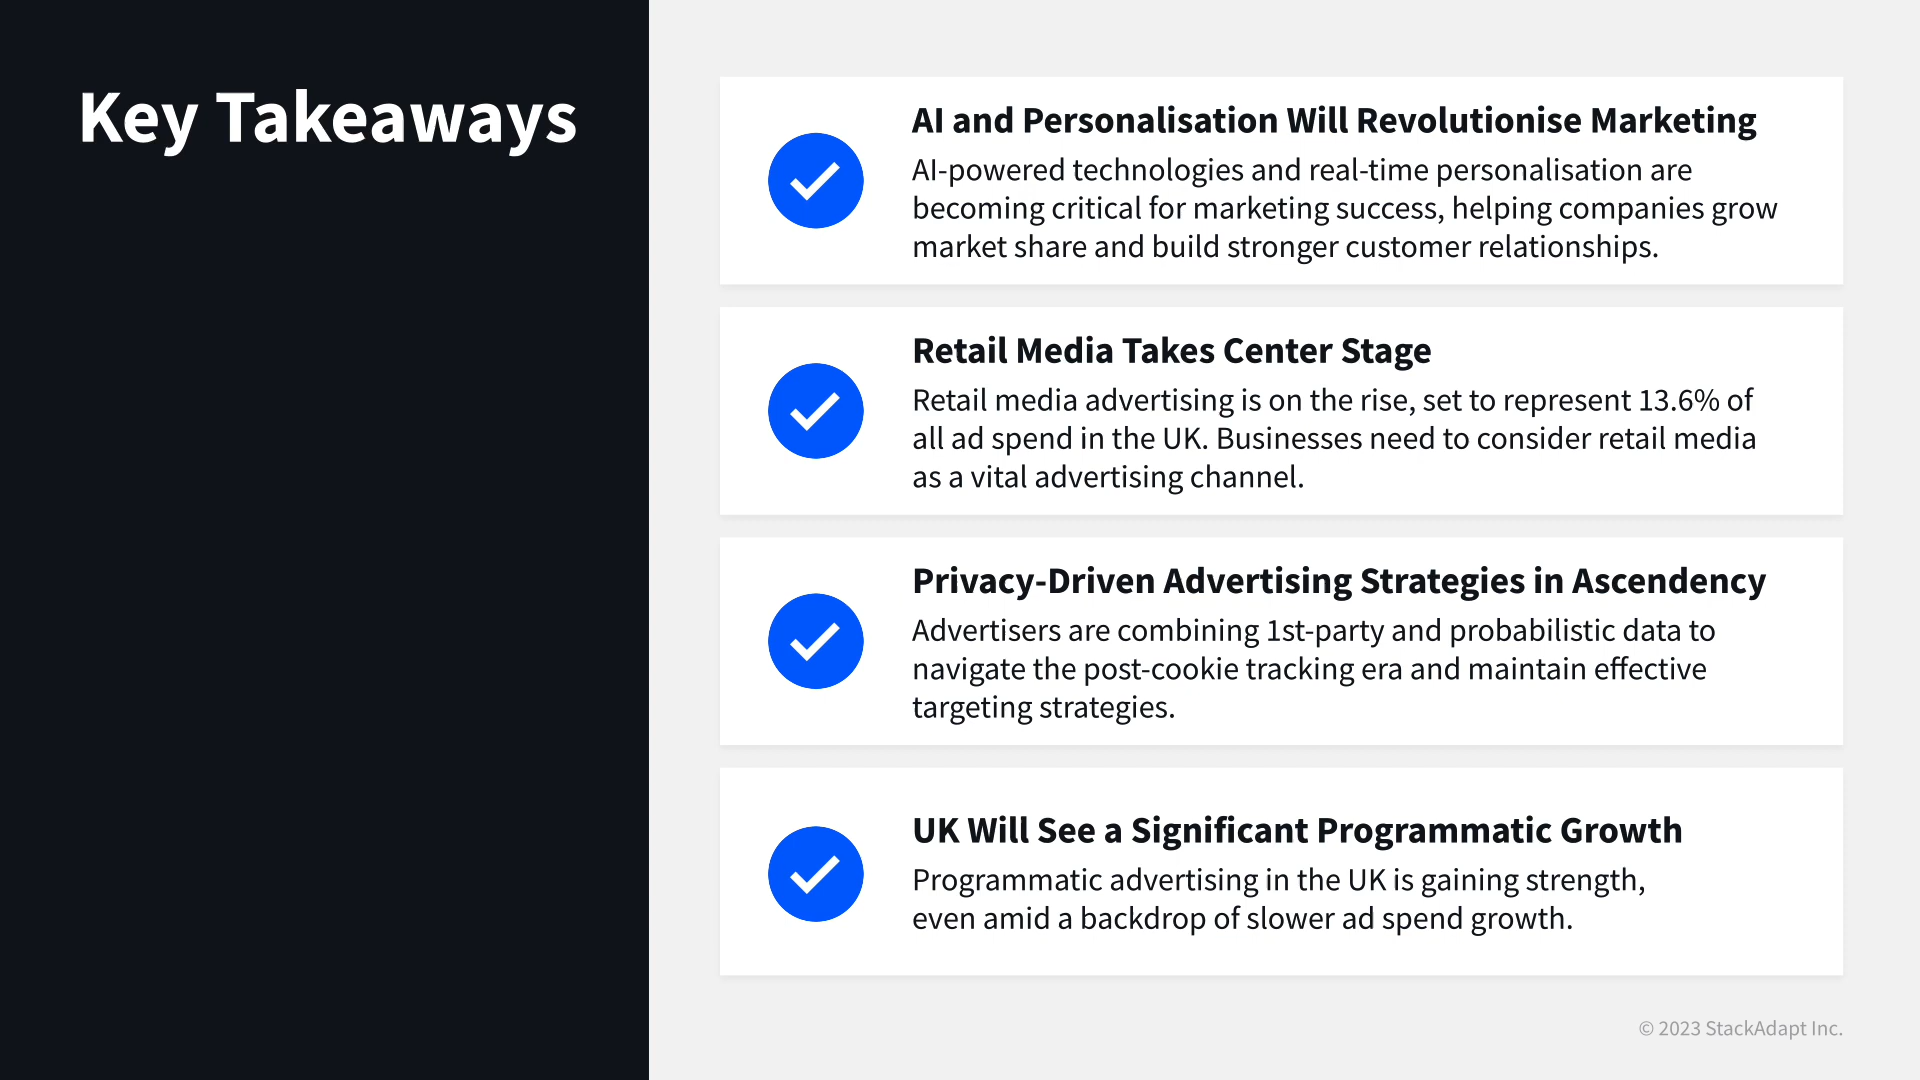 Key Takeaways
AI and Personalisation Will Revolutionise Marketing
AI-powered technologies and real-time personalisation are
becoming critical for marketing success, helping companies grow
market share and build stronger customer relationships.
Retail Media Takes Center Stage
Retail media advertising is on the rise, set to represent 13.6% of
all ad spend in the UK. Businesses need to consider retail media
as a vital advertising channel.
Privacy-Driven Advertising Strategies in Ascendency
Advertisers are combining 1st-party and probabilistic data to
navigate the post-cookie tracking era and maintain effective
targeting strategies.
UK Will See a Significant Programmatic Growth
Programmatic advertising in the UK is gaining strength,
even amid a backdrop of slower ad spend growth.
© 2023 StackAdapt Inc.